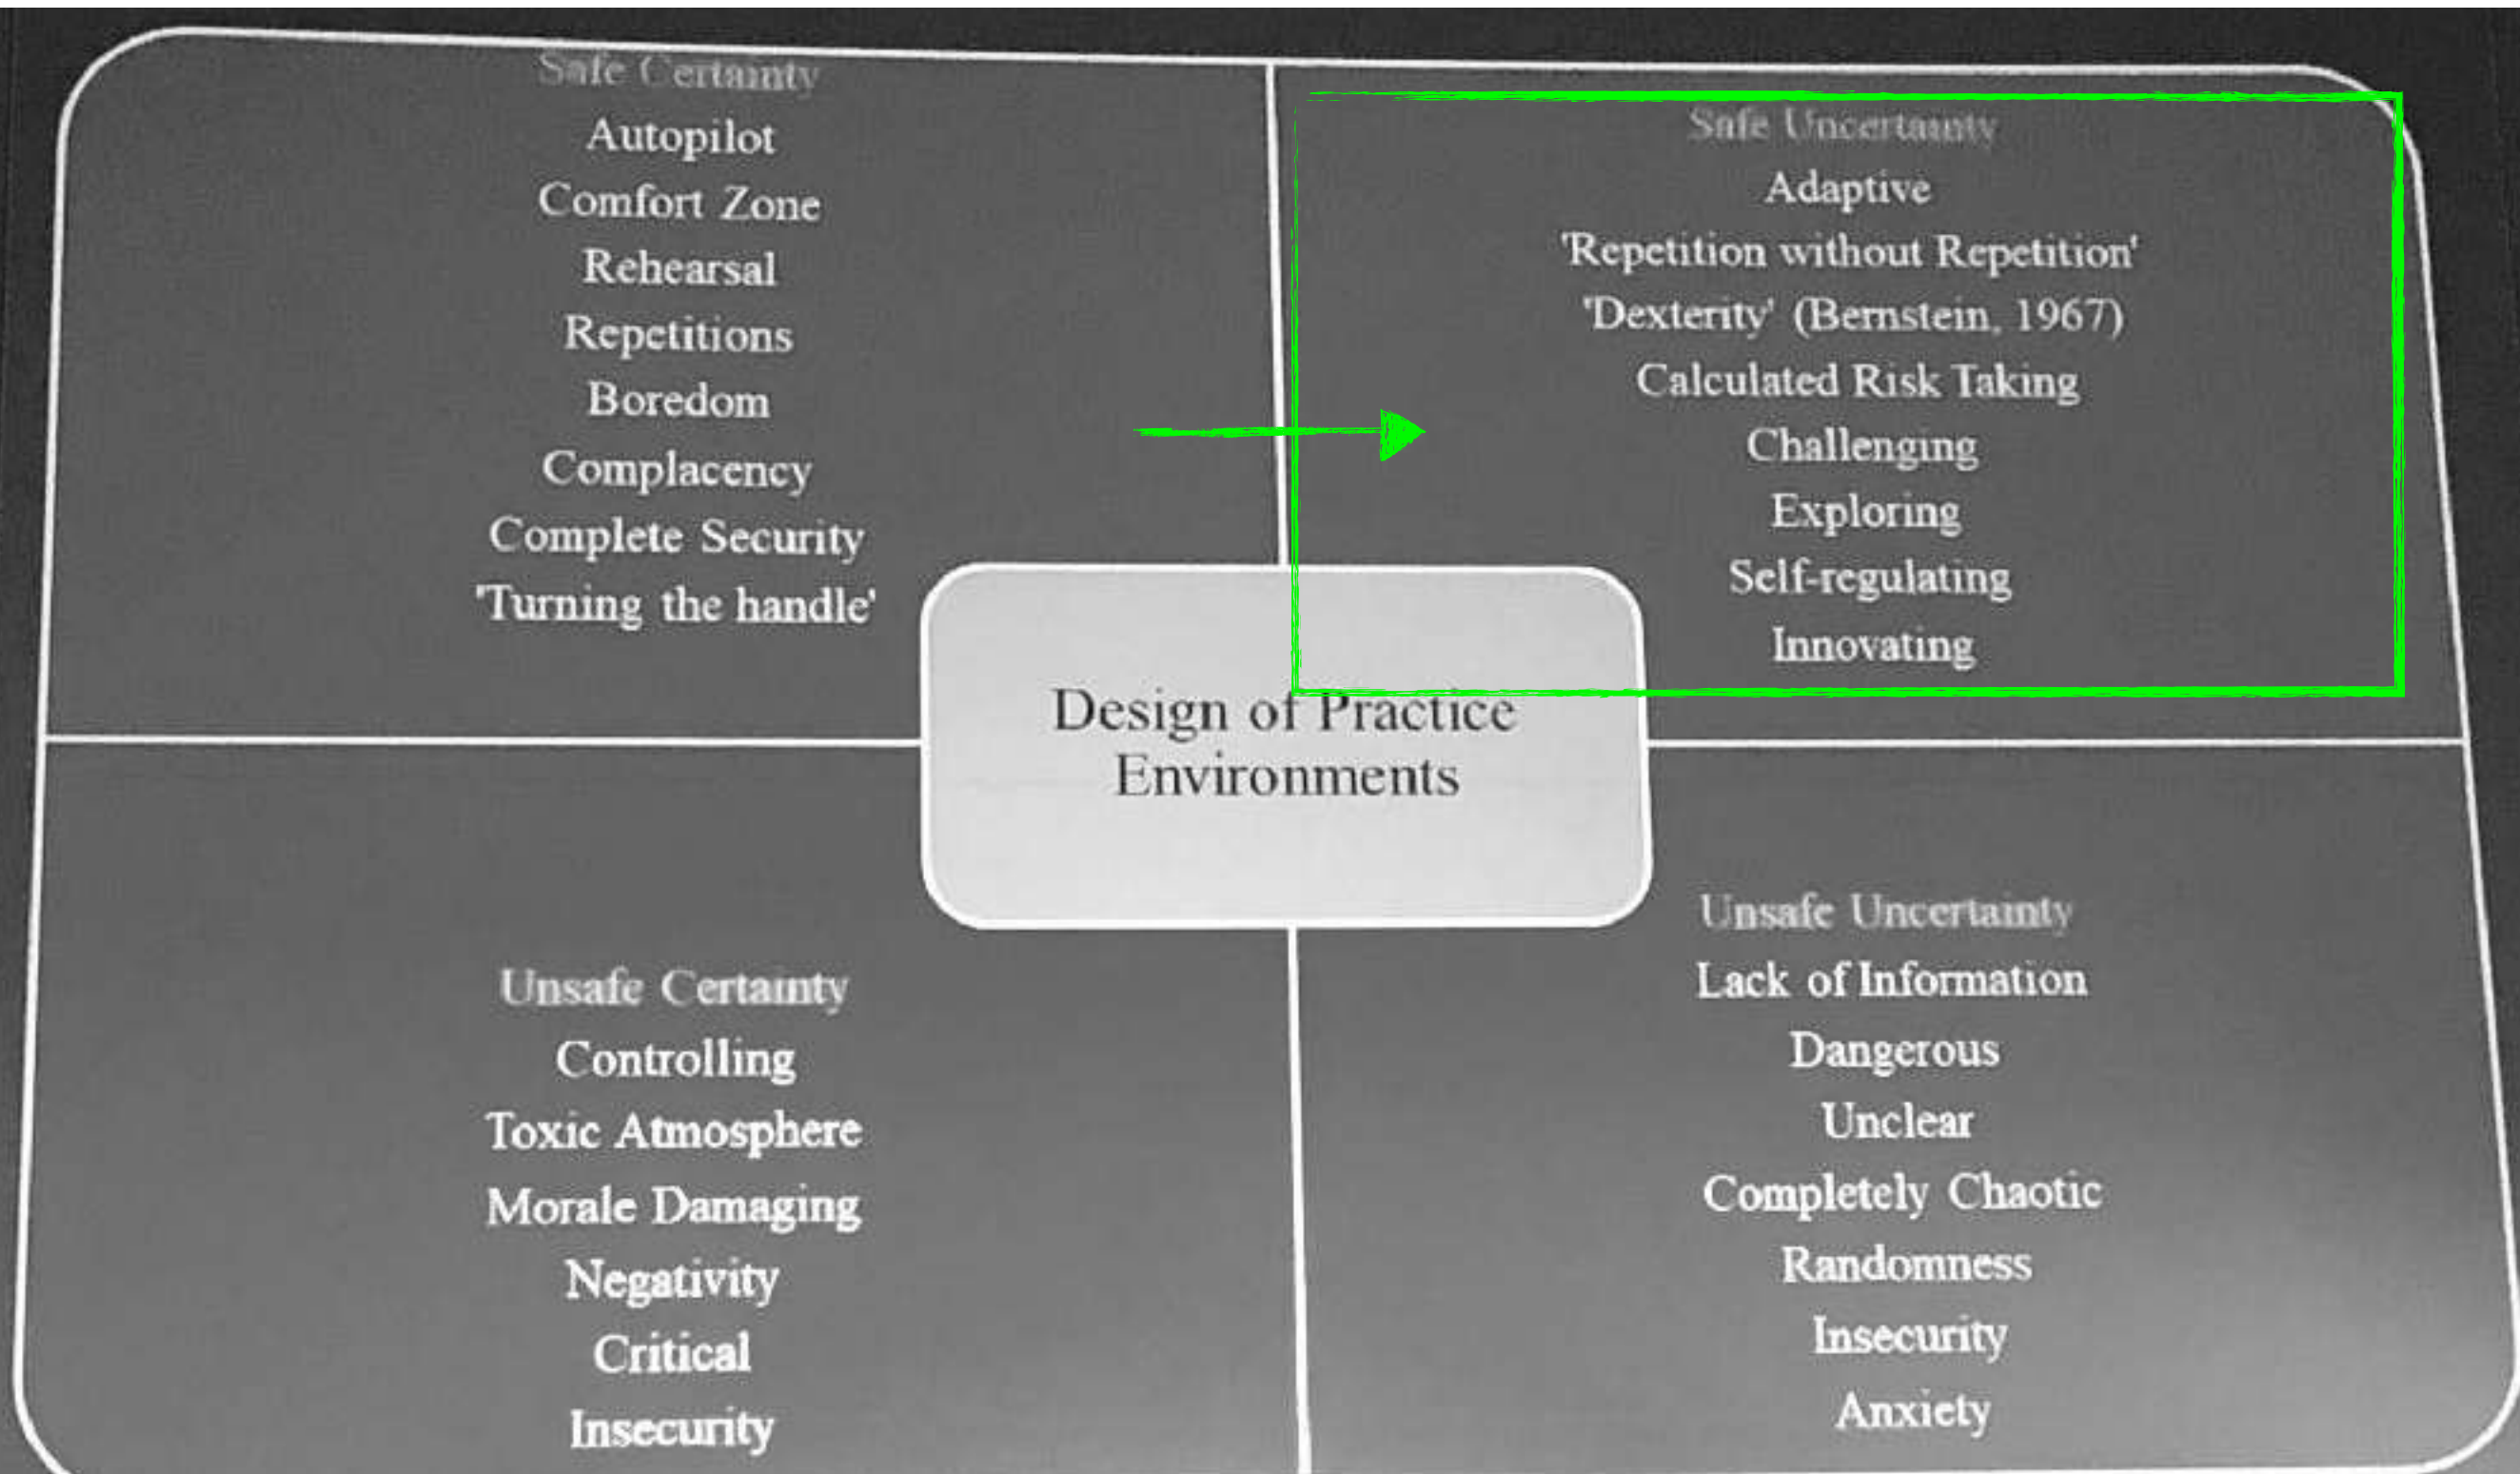 Safe Certainty
Autopilot
Comfort Zone
Rehearsal
Repetitions
Boredom
Complacency
Complete Security
'Turning the handle'
Safe Uncertainty
Adaptive
'Repetition without Repetition'
'Dexterity' (Bernstein, 1967)
Calculated Risk Taking
Challenging
Exploring
Self-regulating
Innovating
Design of Practice
Environments
Unsafe Certainty
Controlling
Toxic Atmosphere
Morale Damaging
Negativity
Critical
Insecurity
Unsafe Uncertainty
Lack of Information
Dangerous
Unclear
Completely Chaotic
Randomness
Insecurity
Anxiety